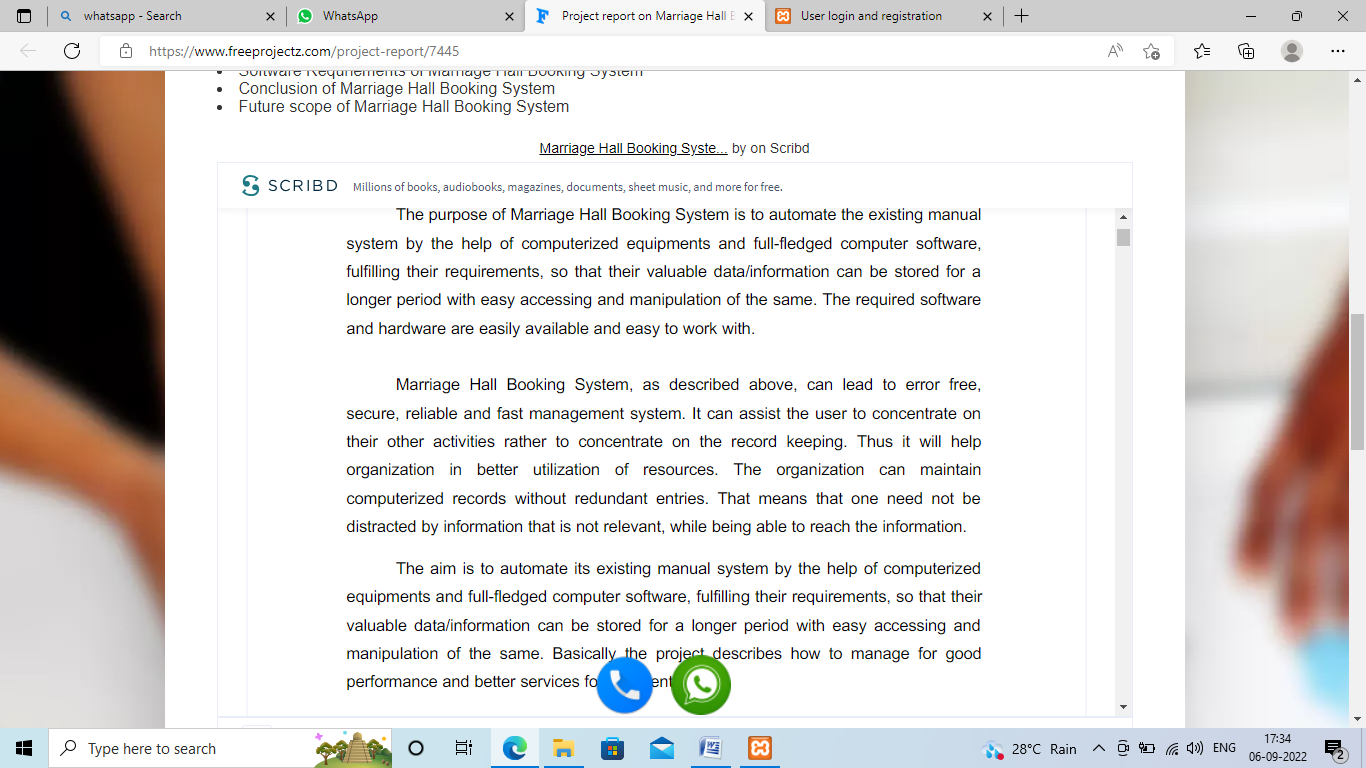 whatsapp - Search
WhatsApp
Project report on Marriage Hall B
User login and registration
https://www.freeprojectz.com/project-report/7445
Software Requirements of Marriage Hall Booking System
Conclusion of Marriage Hall Booking System
Future scope of Marriage Hall Booking System
Marriage Hall Booking Syste... by on Scribd
SCRIBD Millions of books, audiobooks, magazines, documents, sheet music, and more for free.
The purpose of Marriage Hall Booking System is to automate the existing manual
system by the help of computerized equipments and full-fledged computer software,
fulfilling their requirements, so that their valuable data/information can be stored for a
longer period with easy accessing and manipulation of the same. The required software
and hardware are easily available and easy to work with.
Marriage Hall Booking System, as described above, can lead to error free,
secure, reliable and fast management system. It can assist the user to concentrate on
their other activities rather to concentrate on the record keeping. Thus it will help
organization in better utilization of resources. The organization can maintain
computerized records without redundant entries. That means that one need not be
distracted by information that is not relevant, while being able to reach the information.
The aim is to automate its existing manual system by the help of computerized
equipments and full-fledged computer software, fulfilling their requirements, so that their
valuable data/information can be stored for a longer period with easy accessing and
manipulation of the same. Basically the project describes how to manage for good
performance and better services
Type here to search
28°C Rain
ENG
17:34
06-09-2022
2